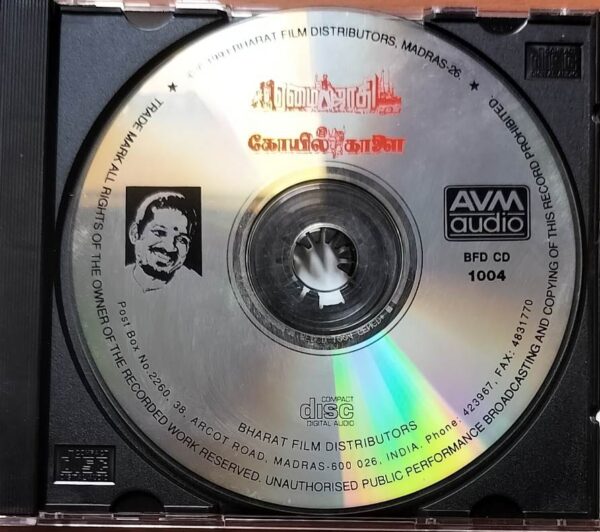 BHARAT FILM DISTRIBUTORS, MADRAS-26.
ஜாதி
கோயில் காளை
AVM
audio
BFD CD
1004
COMPACT
disc
DIGITAL AUDIO
BHARAT FILM DISTRIBUTORS
Post Box No.2260, 38, ARCOT ROAD, MADRAS-600 026, INDIA, Phone: 423967, FAX: 4831770
TRADE MARK ALL RIGHTS OF THE OWNER OF THE RECORDED WORK RESERVED. UNAUTHORISED PUBLIC PERFORMANCE BROADCASTING AND COPYING OF THIS RECORD PROHIBITED.